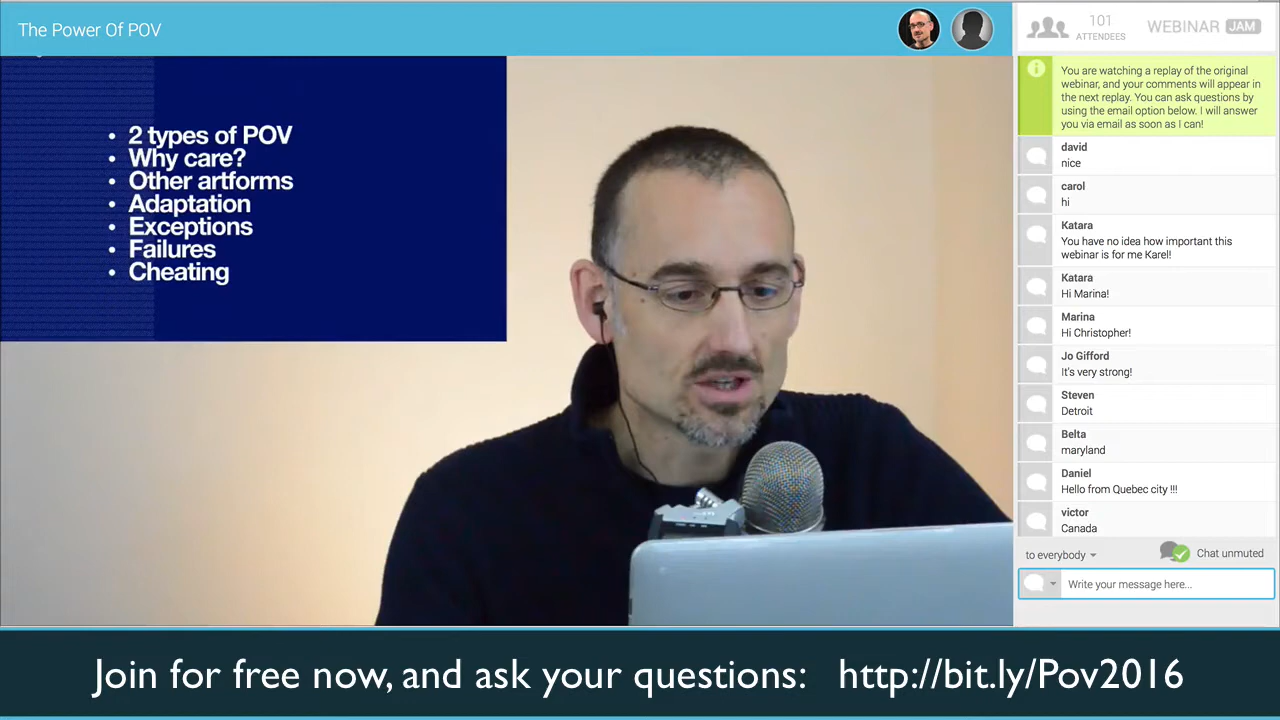 The Power Of POV
• 2 types of POV
• Why care?
• Other artforms
• Adaptation
• Exceptions
• Failures
• Cheating
101
ATTENDEES
WEBINAR JAM
You are watching a replay of the original
webinar, and your comments will appear in
the next replay. You can ask questions by
using the email option below. I will answer
you via email as soon as I can!
david
nice
carol
hi
Katara
You have no idea how important this
webinar is for me Karel!
Katara
Hi Marina!
Marina
Hi Christopher!
Jo Gifford
It's very strong!
Steven
Detroit
Belta
maryland
Daniel
Hello from Quebec city !!!
victor
Canada
to everybody
Chat unmuted
Write your message here...
Join for free now, and ask your questions: http://bit.ly/Pov2016